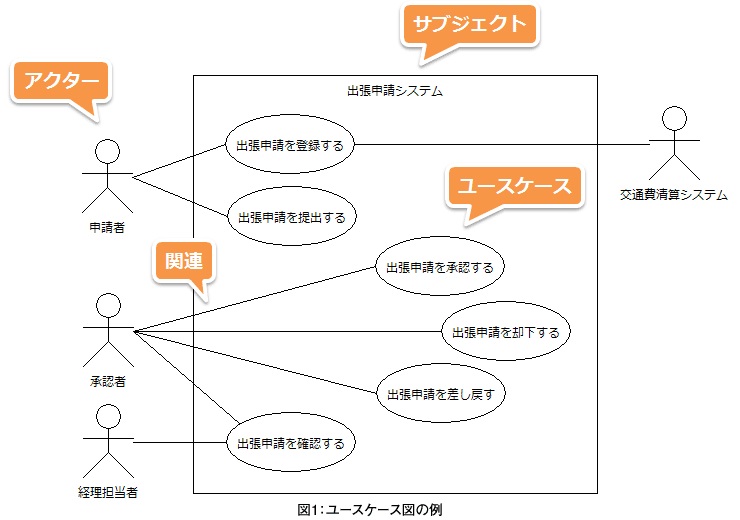 サブジェクト
アクター
出張申請システム
出張申請を登録する
交通費清算システム
ユースケース
申請者
出張申請を提出する
関連
出張申請を承認する
出張申請を却下する
承認者
出張申請を差し戻す
出張申請を確認する
経理担当者
図1：ユースケース図の例